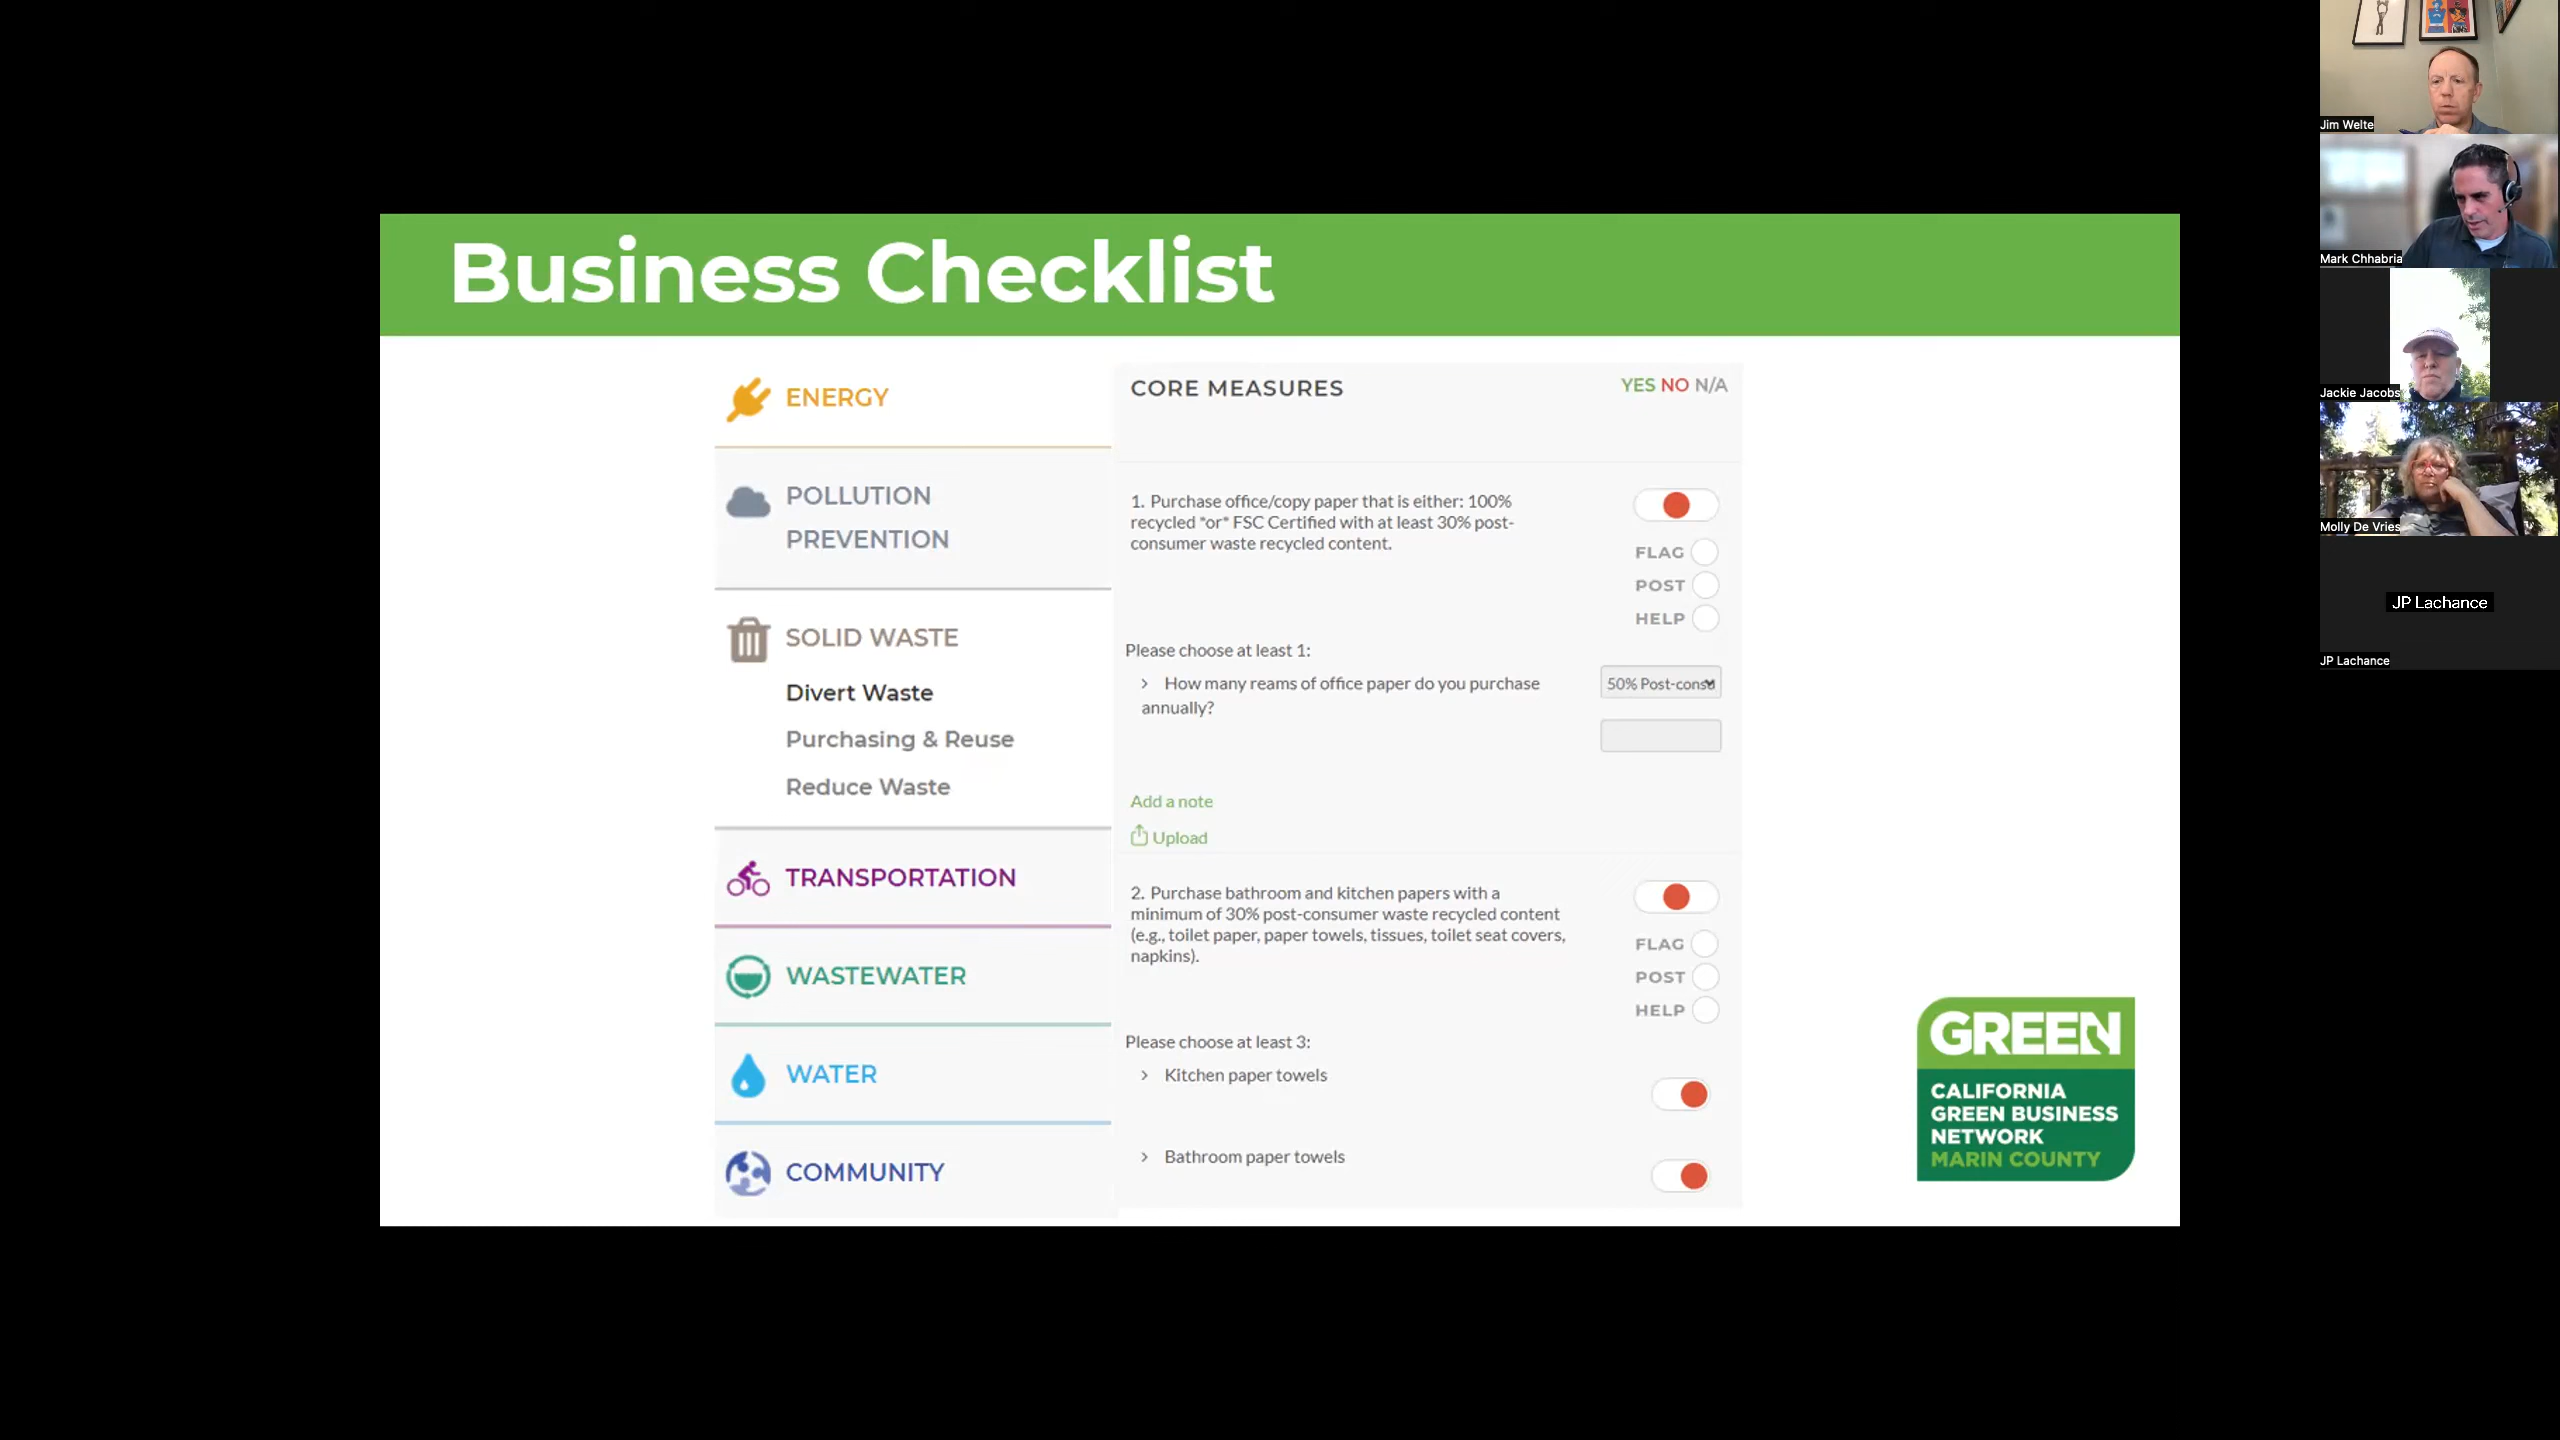 Business Checklist
ENERGY
POLLUTION
PREVENTION
SOLID WASTE
Divert Waste
Purchasing & Reuse
Reduce Waste
TRANSPORTATION
WASTEWATER
WATER
COMMUNITY
CORE MEASURES
YES NO N/A
1. Purchase office/copy paper that is either: 100%
recycled *or* FSC Certified with at least 30% post-
consumer waste recycled content.
FLAG
POST
HELP
Please choose at least 1:
> How many reams of office paper do you purchase
annually?
50% Post-cons
Add a note
Upload
2. Purchase bathroom and kitchen papers with a
minimum of 30% post-consumer waste recycled content
(e.g., toilet paper, paper towels, tissues, toilet seat covers,
napkins).
FLAG
POST
HELP
Please choose at least 3:
> Kitchen paper towels
> Bathroom paper towels
GREEN
CALIFORNIA
GREEN BUSINESS
NETWORK
MARIN COUNTY
Jim Welte
Mark Chhabria
Jackie Jacobs
Molly De Vries
JP Lachance
JP Lachance